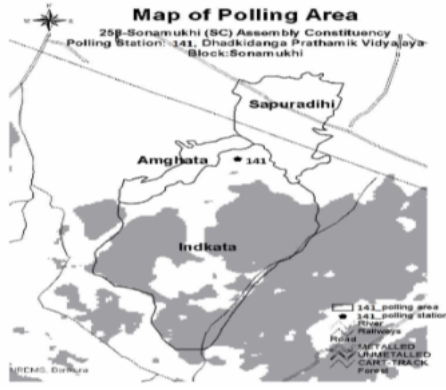 Map of Polling Area
258-Sonamukhi (SC) Assembly Constituency
Polling Station: 141, Dhadkidanga Prathamik Vidyalaya
Block:Sonamukhi
Sapuradihi
Amghata
141
Indkata
141_polling area
141_polling station
River
Railways
Road
METALLED
UNMETALLED
CART-TRACK
Forest
NRDMS, Bankura